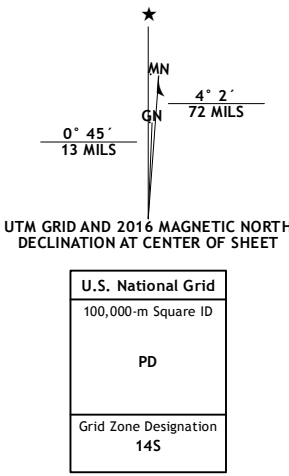 ★
MN
4° 2´
72 MILS
GN
0° 45´
13 MILS
UTM GRID AND 2016 MAGNETIC NORTH
DECLINATION AT CENTER OF SHEET
U.S. National Grid
100,000-m Square ID
PD
Grid Zone Designation
14S